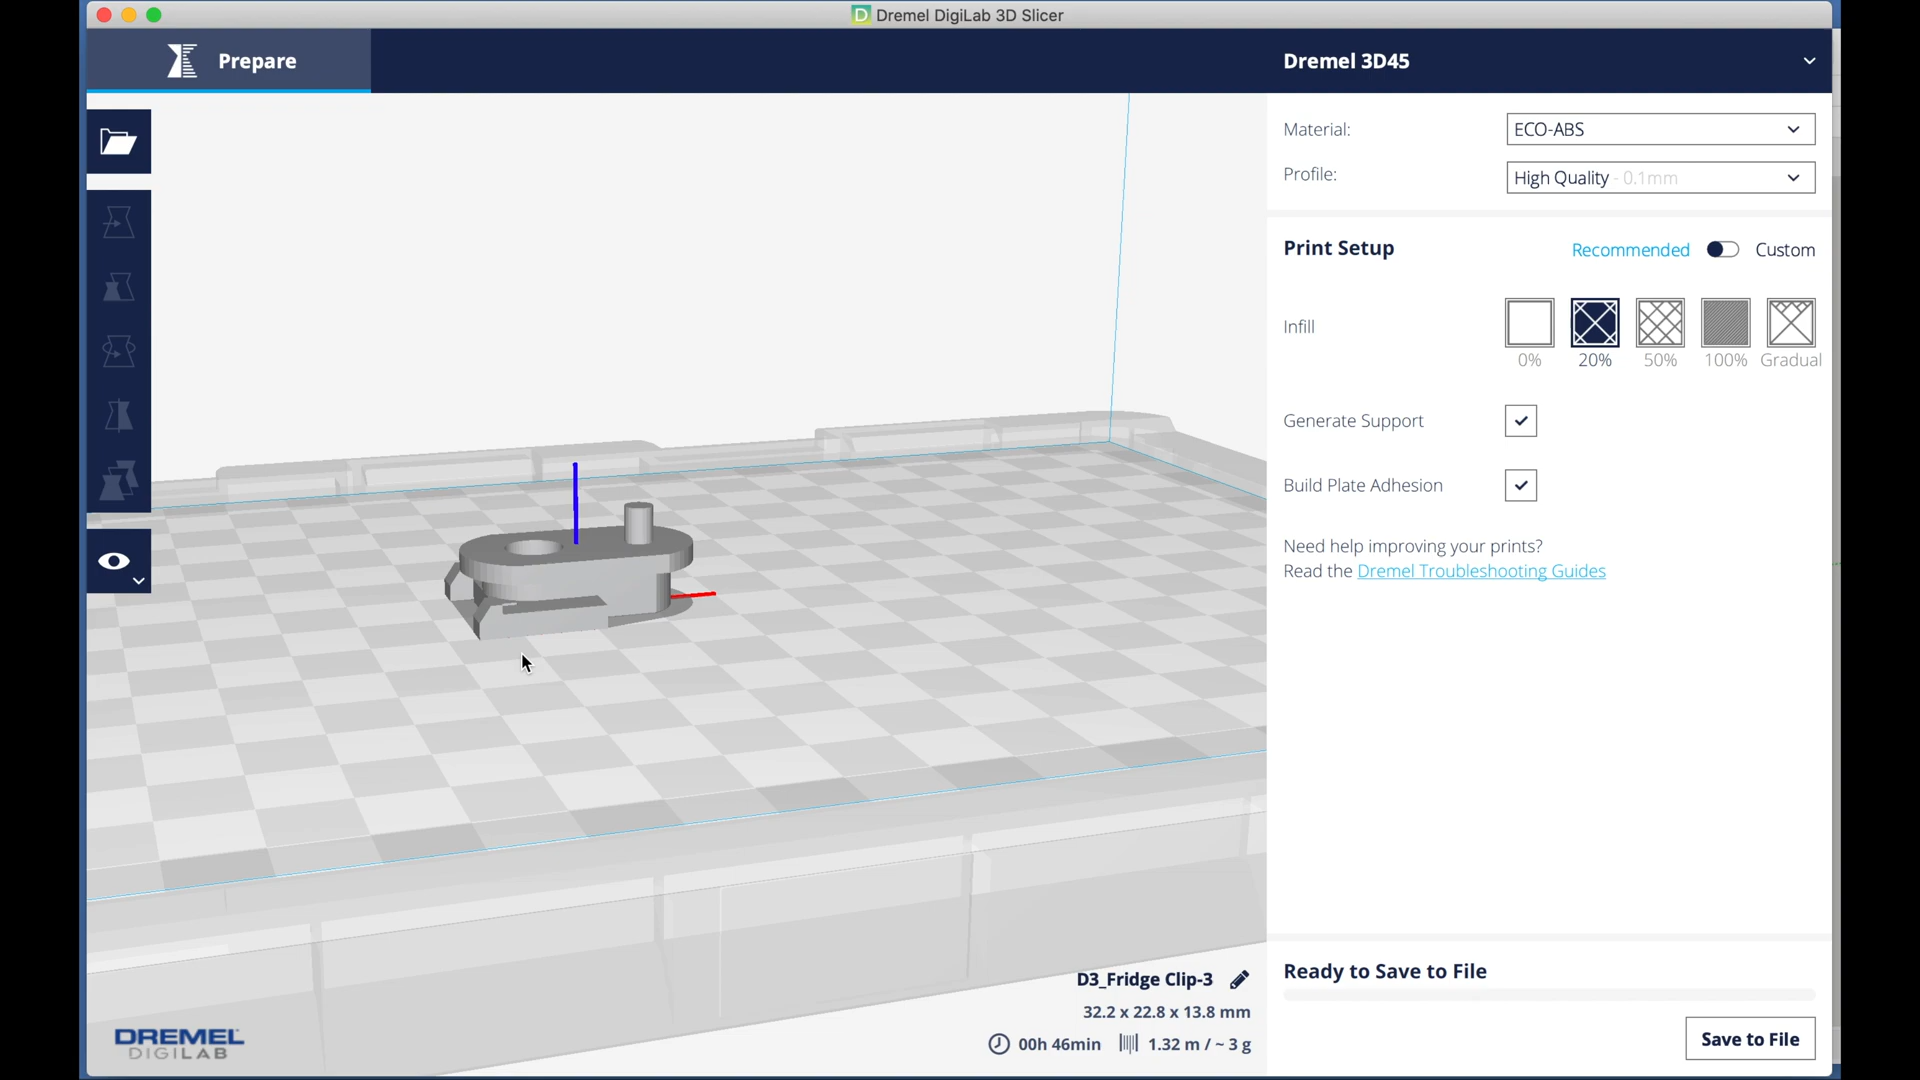 Dremel DigiLab 3D Slicer
Prepare
Dremel 3D45
Material:
ECO-ABS
Profile:
High Quality - 0.1mm
Print Setup
Recommended
Custom
Infill
0%
20%
50%
100%
Gradual
Generate Support
Build Plate Adhesion
Need help improving your prints?
Read the Dremel Troubleshooting Guides
D3_Fridge Clip-3
32.2 x 22.8 x 13.8 mm
00h 46min
1.32 m / ~ 3 g
Ready to Save to File
Save to File
DREMEL
DIGILAB